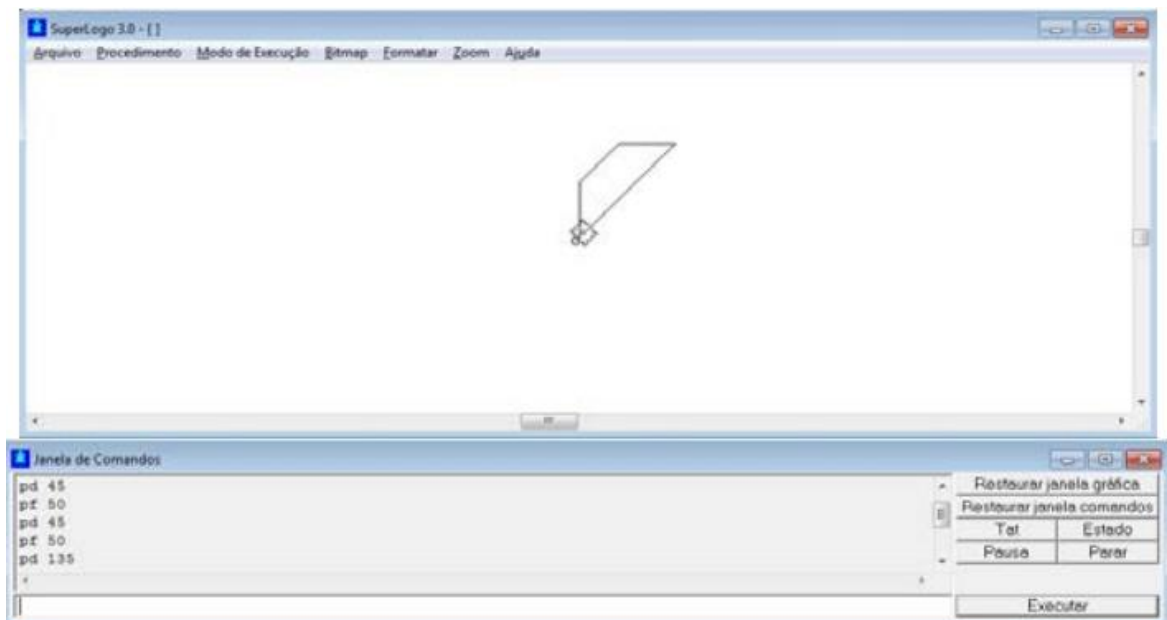 SuperLogo 3.0 - [ ]
Arquivo Procedimento Modo de Execução Bitmap Formatar Zoom Ajuda
Janela de Comandos
pd 45
pf 50
pd 45
pf 50
pd 135
Restaurar janela gráfica
Restaurar janela comandos
Tat Estado
Pausa Parar
Executar